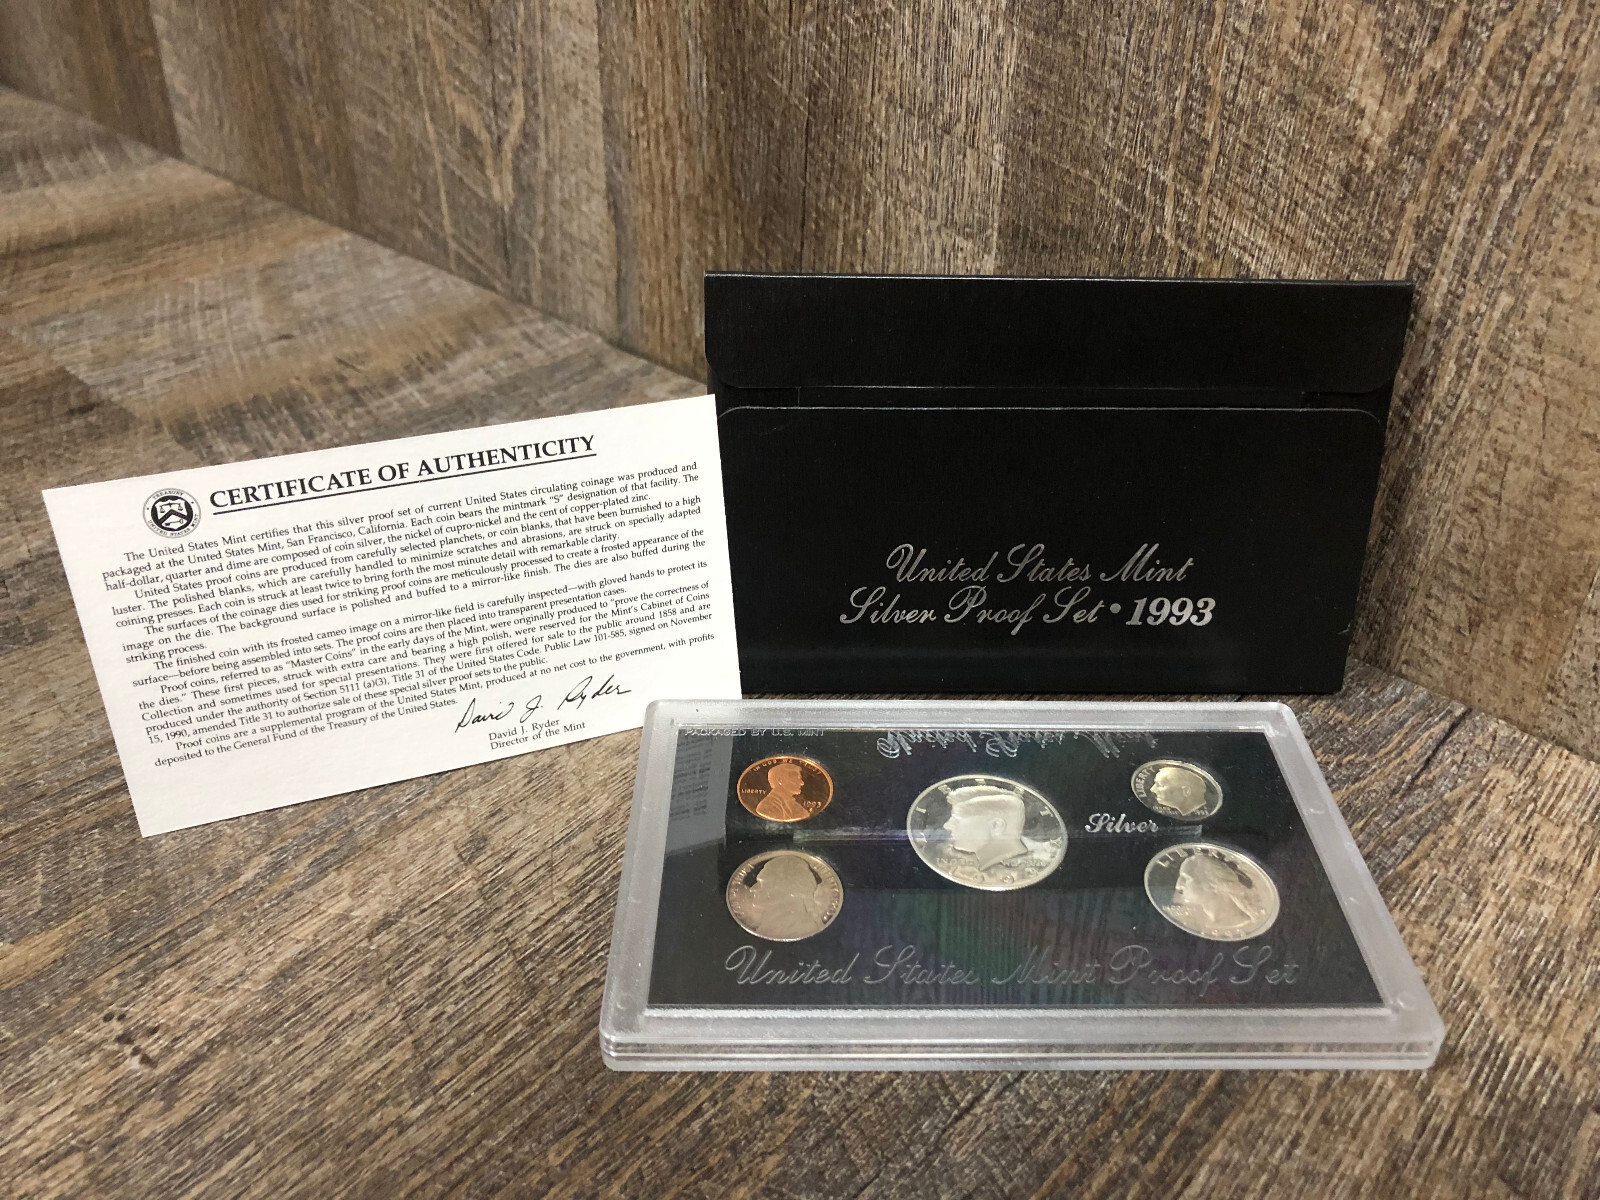 CERTIFICATE OF AUTHENTICITY
The United States Mint certifies that this silver proof set of current United States circulating coinage was produced and
packaged at the United States Mint, San Francisco, California. Each coin bears the mintmark "S" designation of that facility. The
half-dollar, quarter and dime are composed of coin silver, the nickel of cupro-nickel and the cent of copper-plated zinc.
United States proof coins are produced from carefully selected planchets, or coin blanks, that have been burnished to a high
luster. The polished blanks, which are carefully handled to minimize scratches and abrasions, are struck on specially adapted
coining presses. Each coin is struck at least twice to bring forth the most minute detail with remarkable clarity.
The surfaces of the coinage dies used for striking proof coins are meticulously processed to create a frosted appearance of the
image on the die. The background surface is polished and buffed to a mirror-like finish. The dies are also buffed during the
striking process.
The finished coin with its frosted cameo image on a mirror-like field is carefully inspected—with gloved hands to protect its
surface—before being assembled into sets. The proof coins are then placed into transparent presentation cases.
Proof coins, referred to as "Master Coins" in the early days of the Mint, were originally produced to "prove the correctness of
the dies." These first pieces, struck with extra care and bearing a high polish, were reserved for the Mint's Cabinet of Coins
Collection and sometimes used for special presentations. They were first offered for sale to the public around 1858 and are
produced under the authority of Section 5111 (a)(3), Title 31 of the United States Code. Public Law 101-585, signed on November
15, 1990, amended Title 31 to authorize sale of these special silver proof sets to the public.
Proof coins are a supplemental program of the United States Mint, produced at no net cost to the government, with profits
deposited to the General Fund of the Treasury of the United States.
David J. Ryder
David J. Ryder
Director of the Mint
United States Mint
Silver Proof Set • 1993
PACKAGED BY U.S. MINT
United States Mint
IN GOD WE TRUST
LIBERTY
1993
S
LIBERTY
Silver
LIBERTY
LIBERTY
United States Mint Proof Set